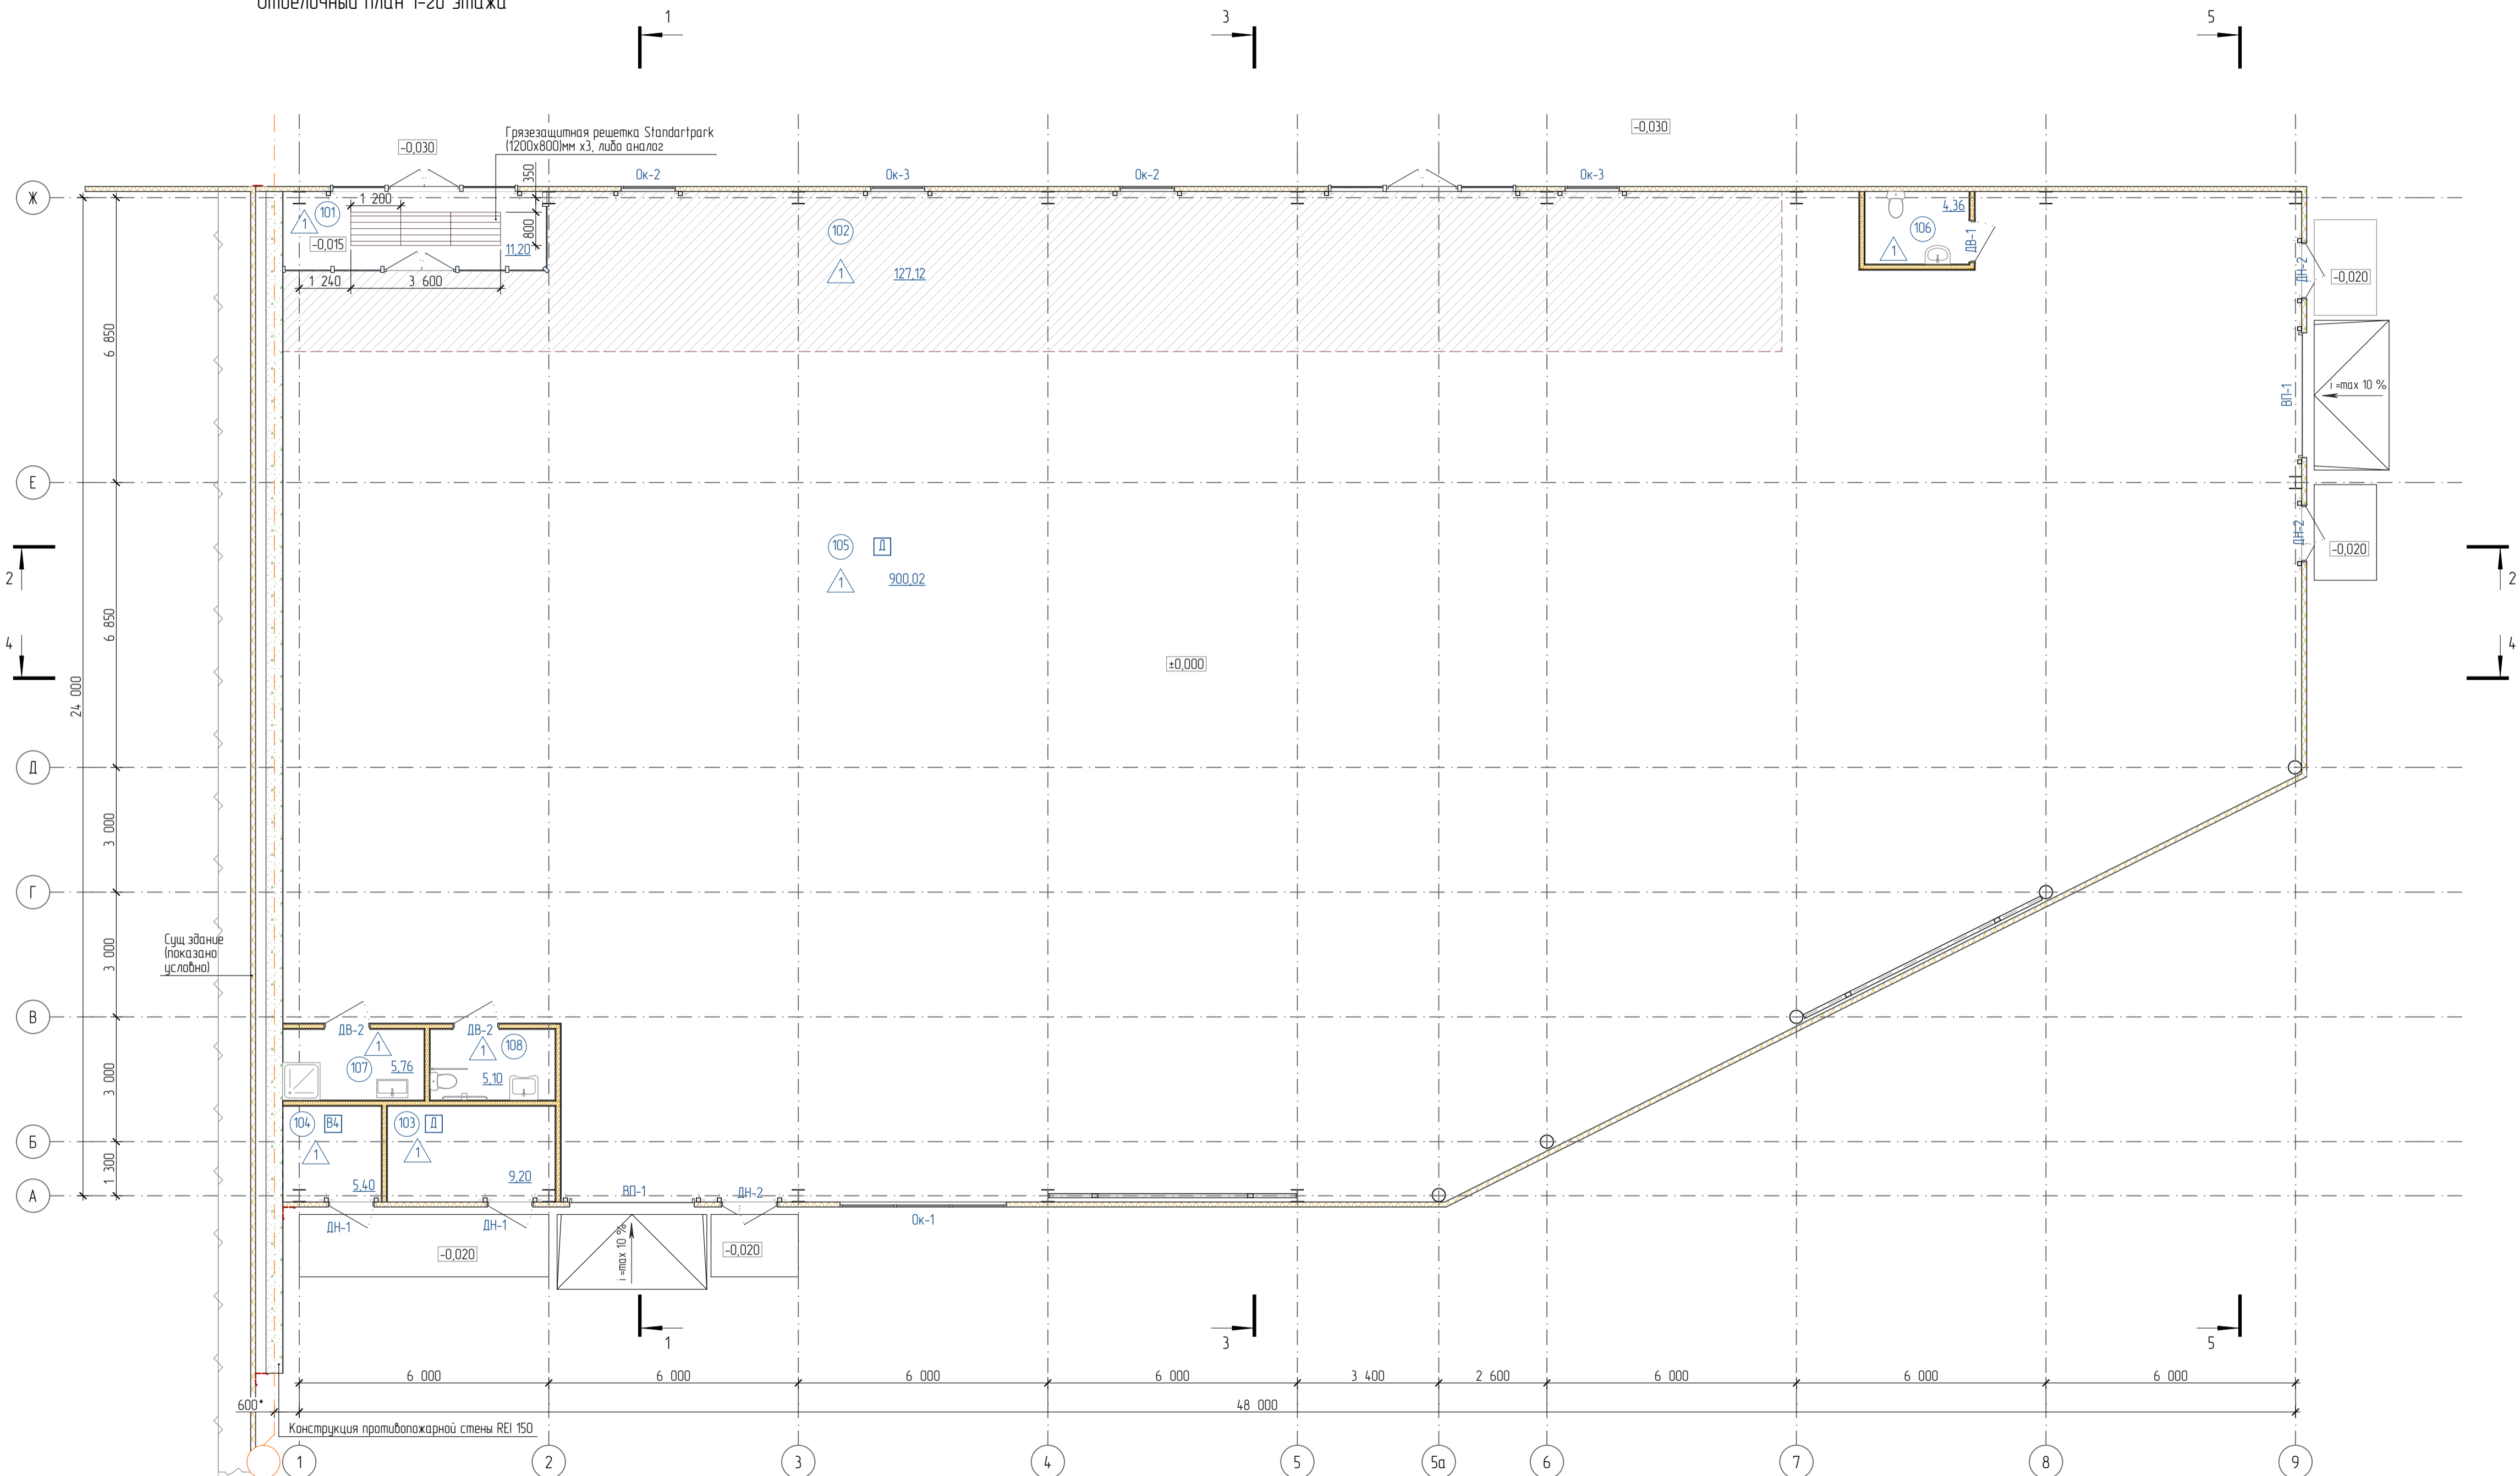 Отделочный план 1-го этажа
1
3
5
Грязезащитная решетка Standartpark
(1200х800)мм х3, либо аналог
-0,030
-0,030
350
Ок-2
Ок-3
Ок-2
Ок-3
Ж
1 200
101
1
-0,015
800
11,20
102
1
127,12
4,36
106
1
ДВ-1
ДН-2
-0,020
1 240
3 600
6 850
ВП-1
i =max 10 %
Е
105
Д
1
900,02
ДН-2
-0,020
2
2
4
4
6 850
±0,000
24 000
Д
3 000
Г
Сущ.здание
(показано
условно)
3 000
В
ДВ-2
ДВ-2
1
1
108
107
5,76
5,10
3 000
104
В4
103
Д
1
1
Б
1 300
5,40
9,20
А
ВП-1
ДН-2
ДН-1
ДН-1
Ок-1
-0,020
i =max 10 %
-0,020
1
3
5
6 000
6 000
6 000
6 000
3 400
2 600
6 000
6 000
6 000
600*
48 000
Конструкция противопожарной стены REI 150
1
2
3
4
5
5а
6
7
8
9